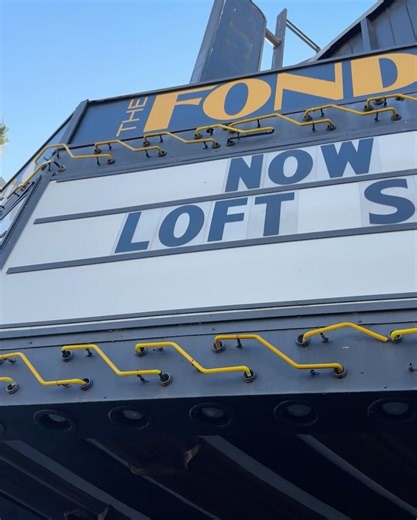 THE FOND
NOW
LOFT S